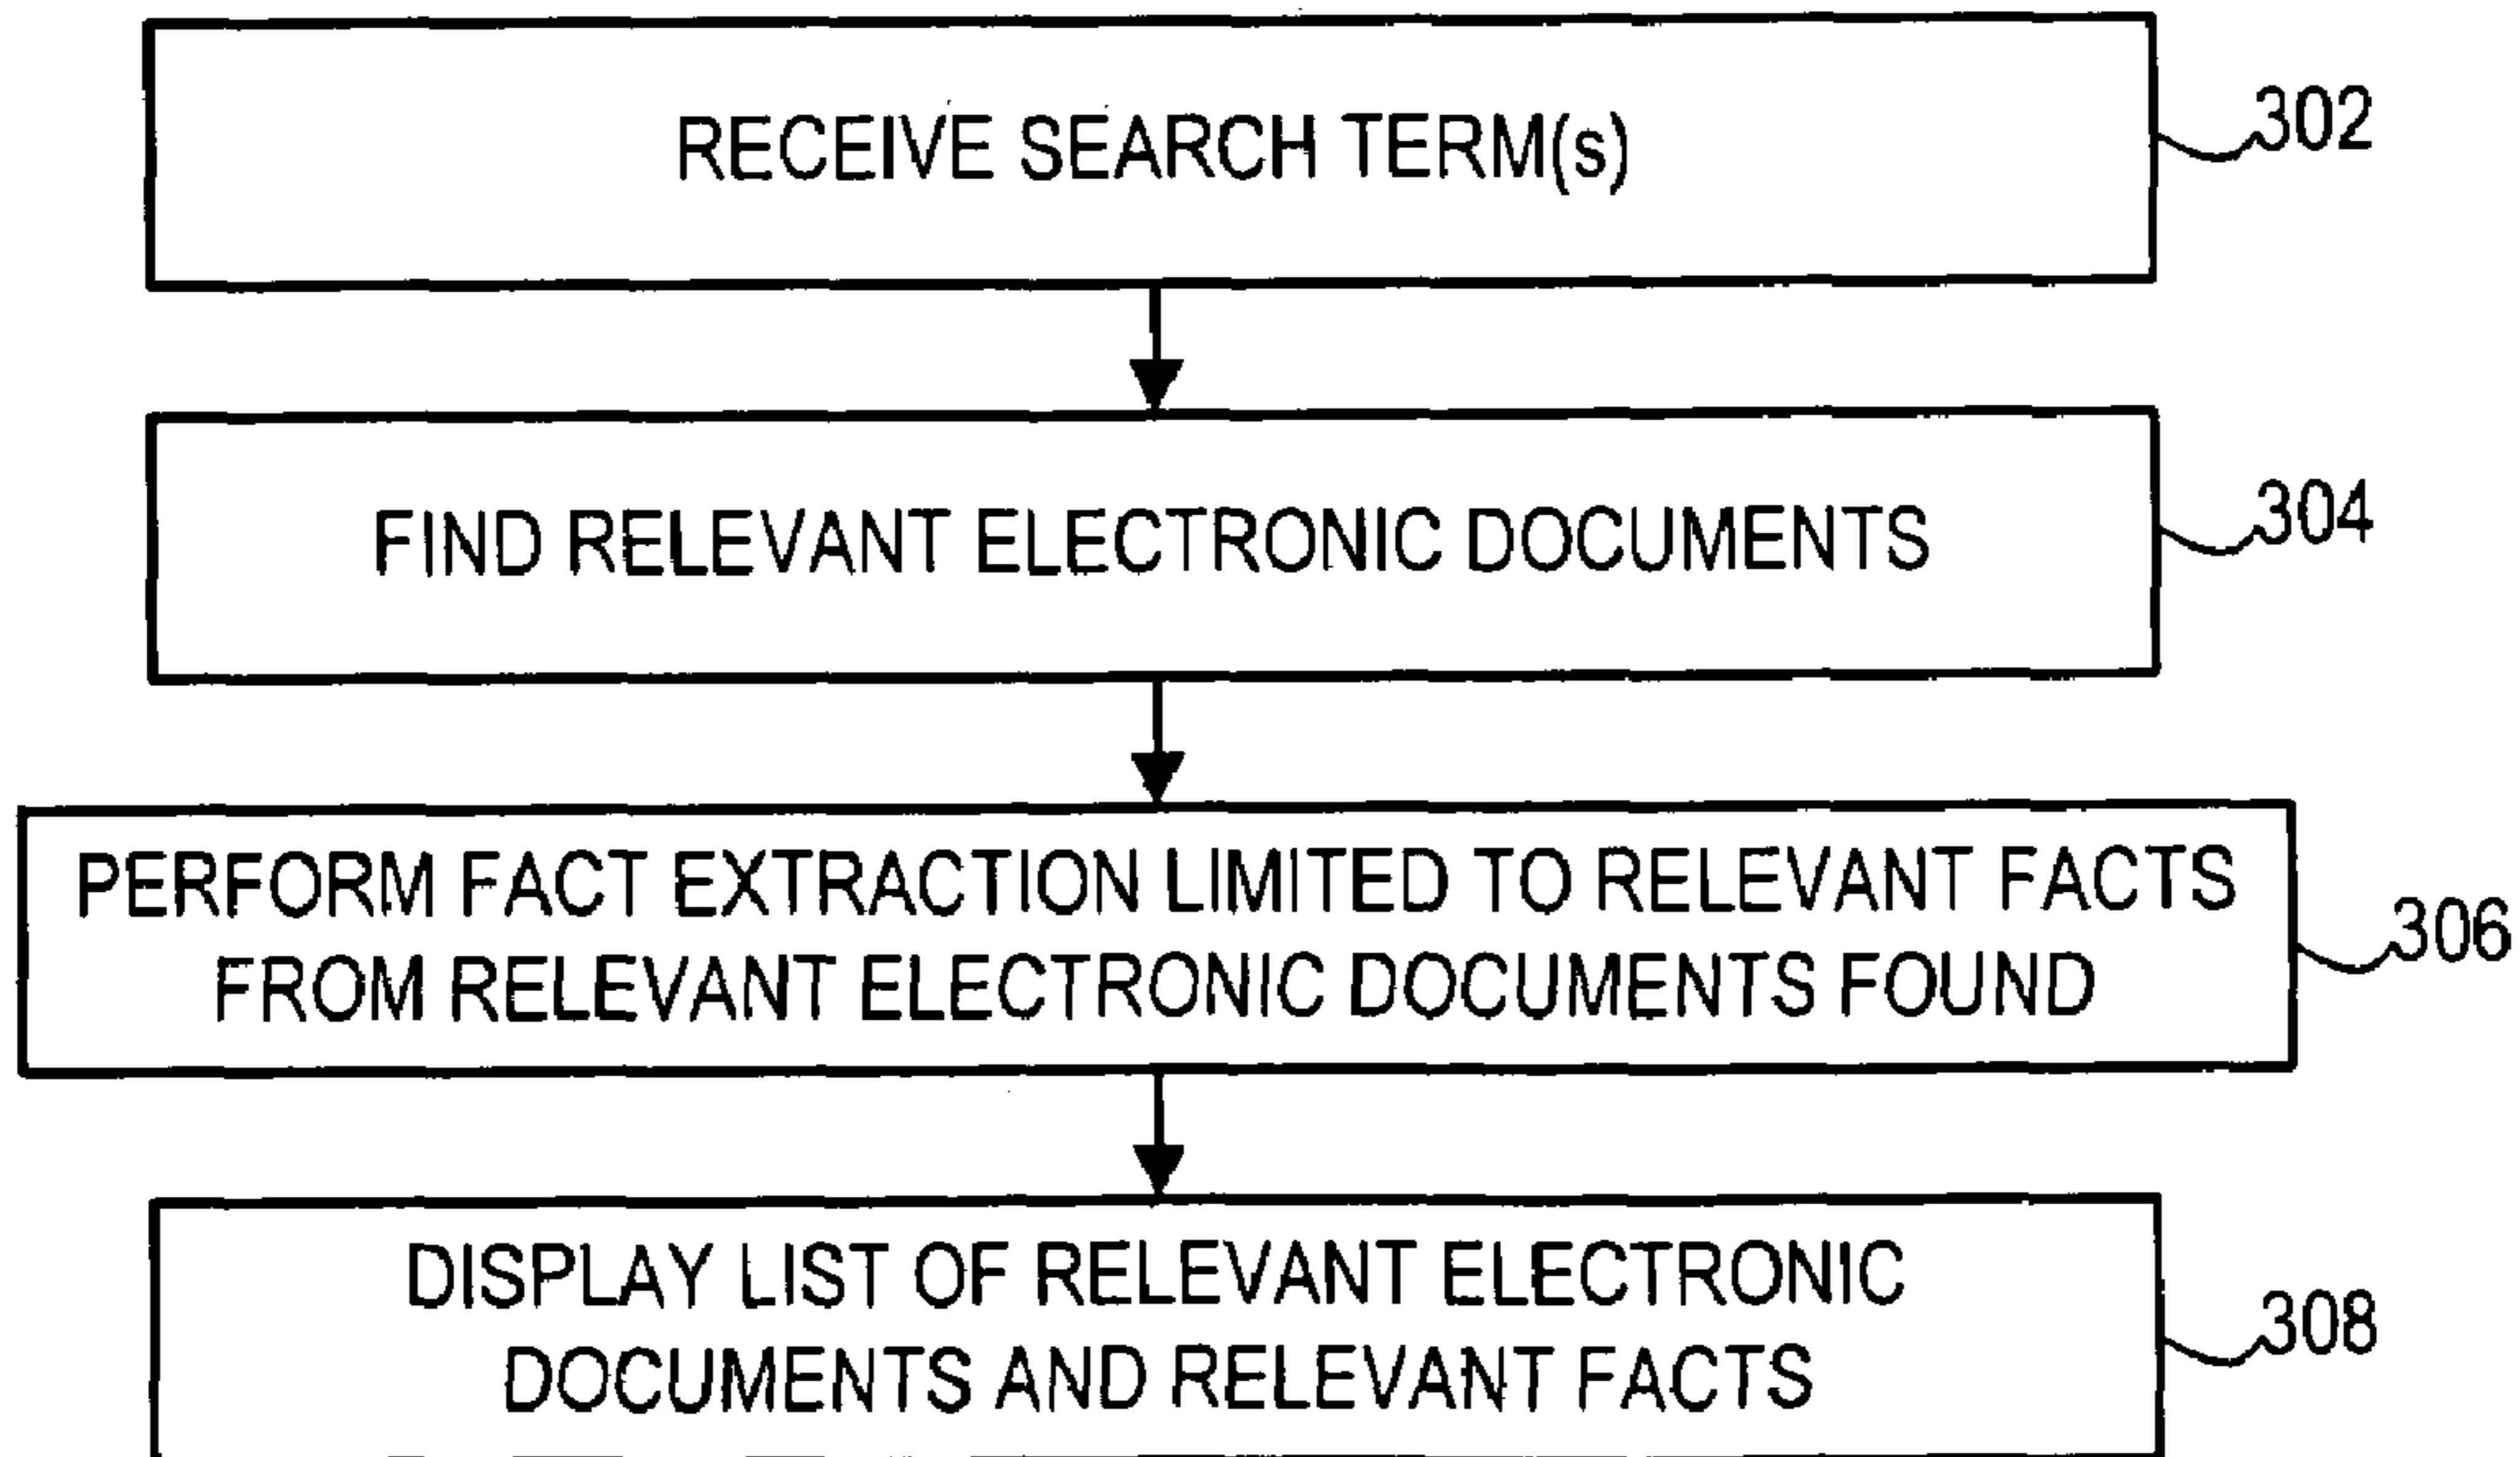 RECEIVE SEARCH TERM(s)
302
FIND RELEVANT ELECTRONIC DOCUMENTS
304
PERFORM FACT EXTRACTION LIMITED TO RELEVANT FACTS
FROM RELEVANT ELECTRONIC DOCUMENTS FOUND
306
DISPLAY LIST OF RELEVANT ELECTRONIC
DOCUMENTS AND RELEVANT FACTS
308